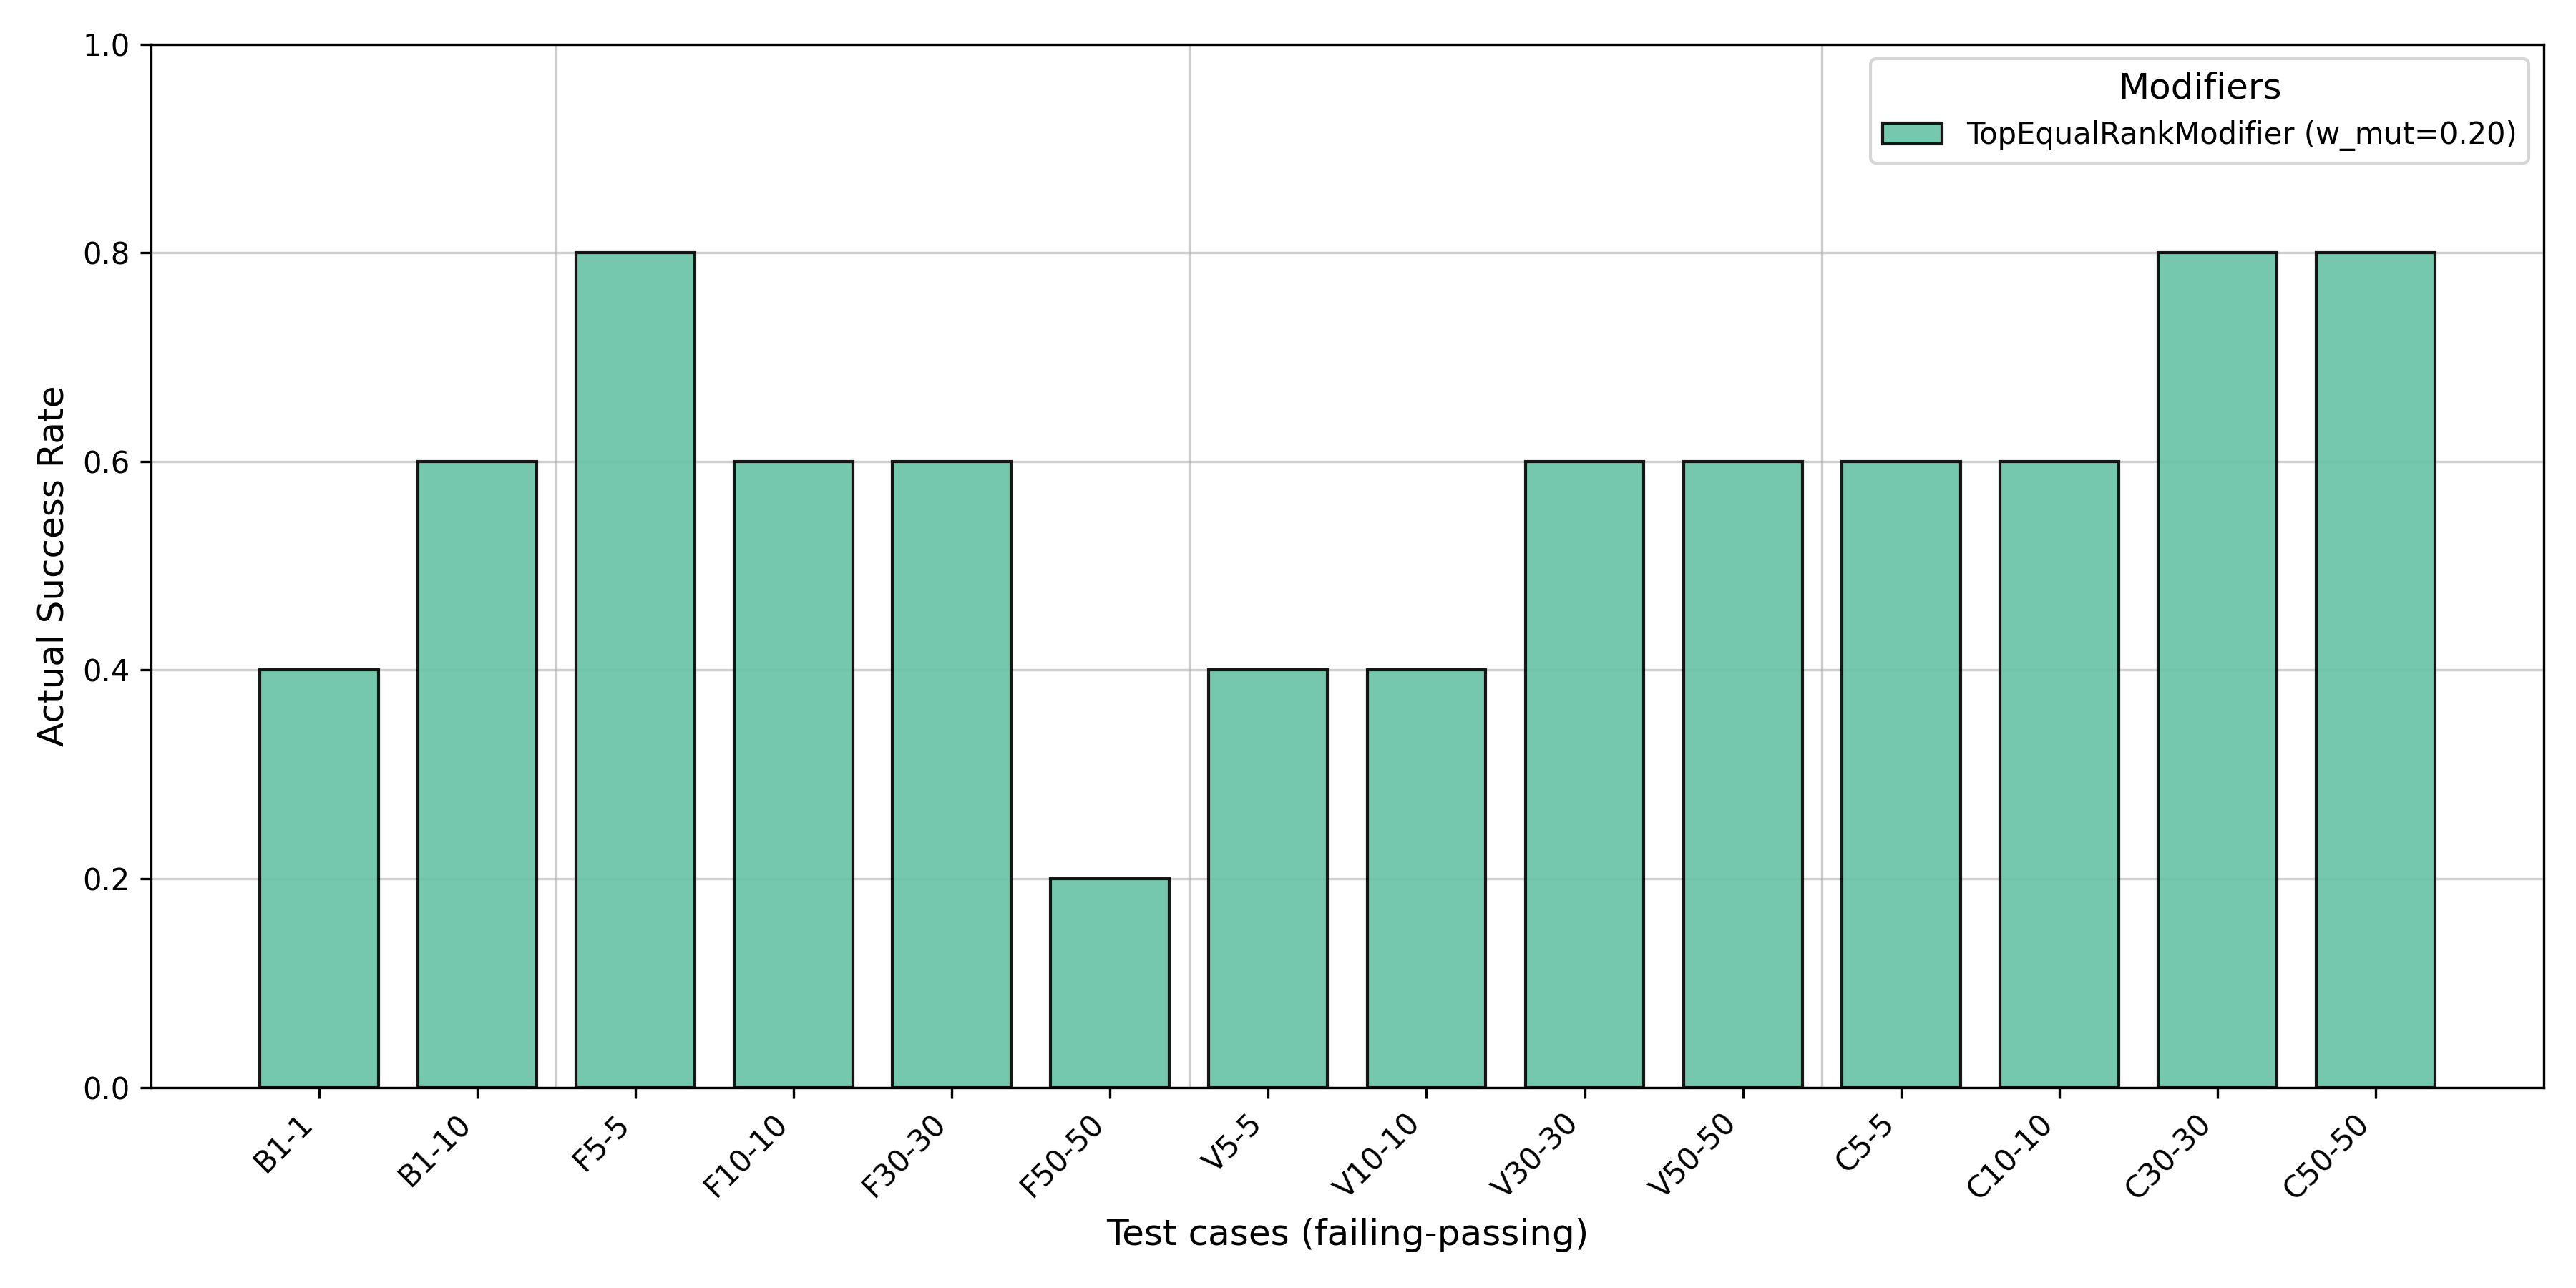 Modifiers
TopEqualRankModifier (w_mut=0.20)
Actual Success Rate
1.0
0.8
0.6
0.4
0.2
0.0
B1-1
B1-10
F5-5
F10-10
F30-30
F50-50
V5-5
V10-10
V30-30
V50-50
C5-5
C10-10
C30-30
C50-50
Test cases (failing-passing)